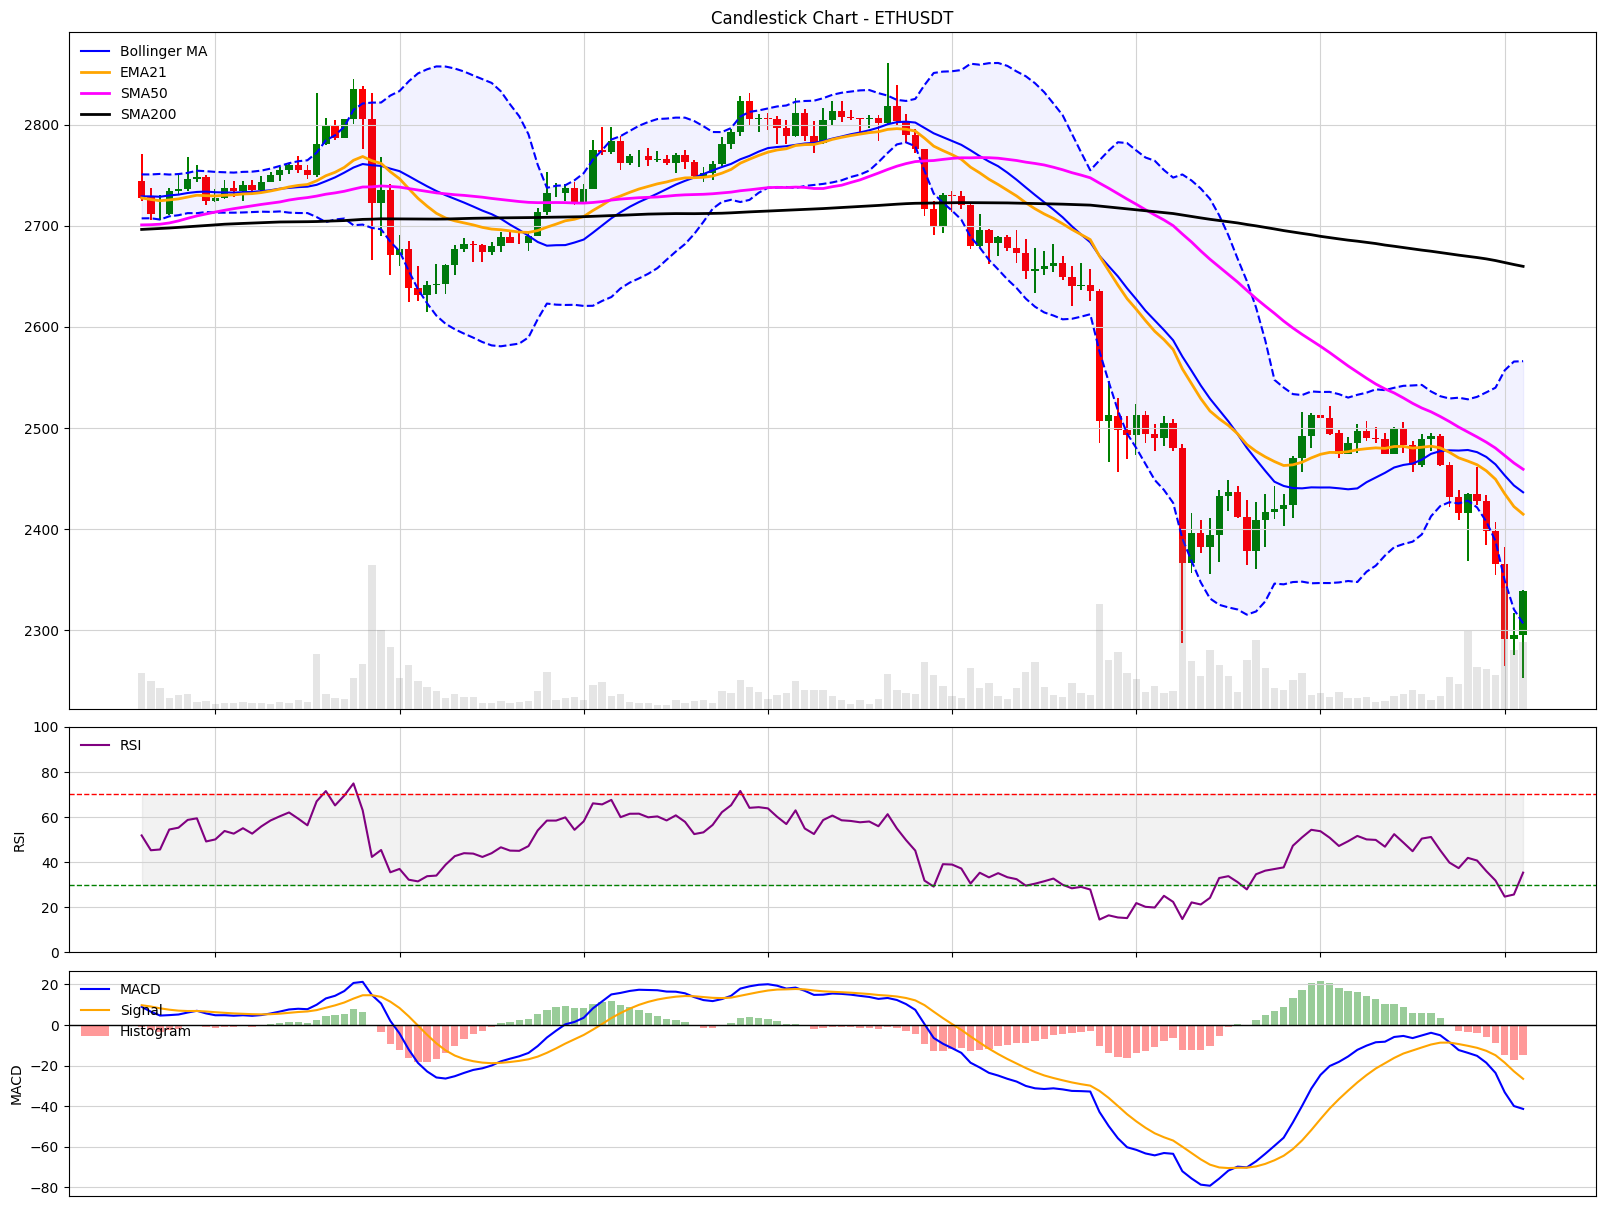 Candlestick Chart - ETHUSDT
Bollinger MA
EMA21
SMA50
SMA200
2800
2700
2600
2500
2400
2300
RSI
100
80
60
40
20
0
RSI
MACD
Signal
Histogram
20
0
−20
−40
−60
−80
MACD